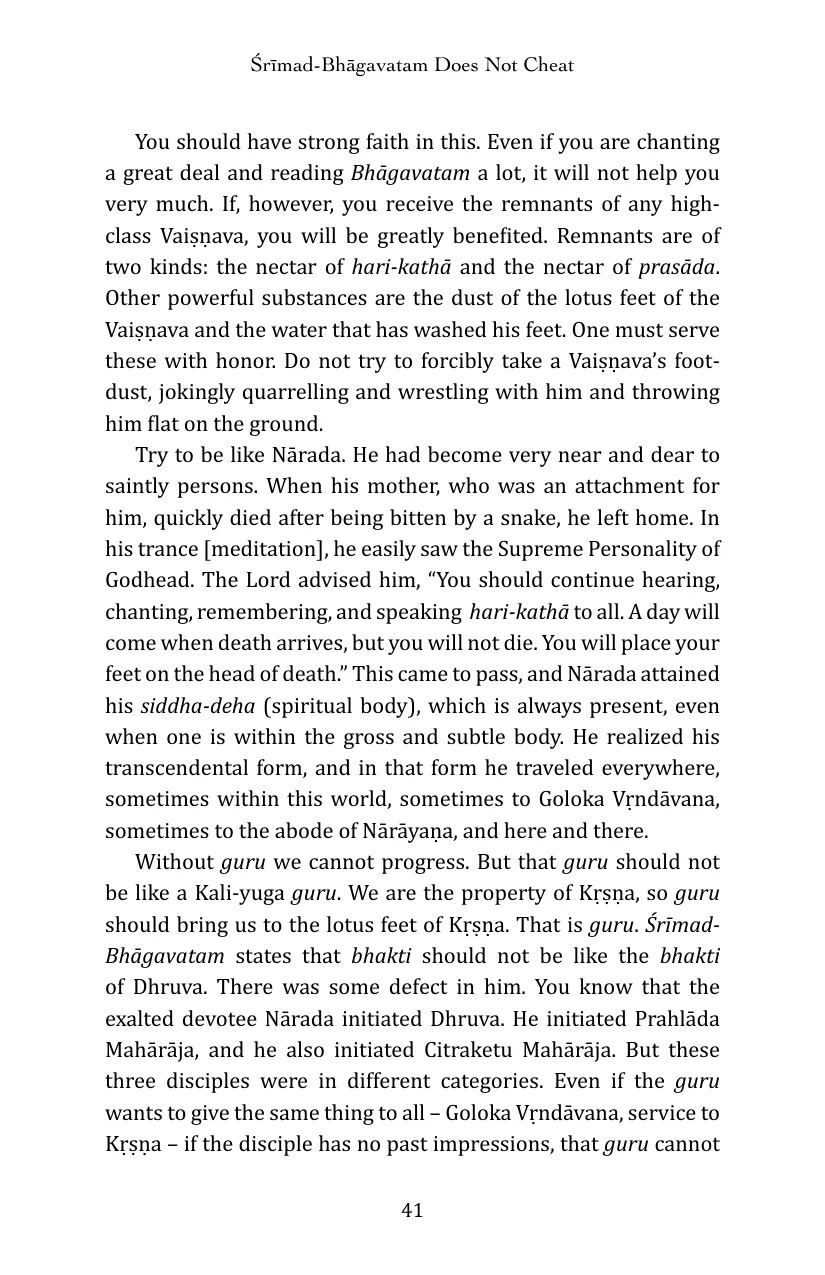 Śrīmad-Bhāgavatam Does Not Cheat
You should have strong faith in this. Even if you are chanting
a great deal and reading Bhāgavatam a lot, it will not help you
very much. If, however, you receive the remnants of any high-
class Vaiṣṇava, you will be greatly benefited. Remnants are of
two kinds: the nectar of hari-kathā and the nectar of prasāda.
Other powerful substances are the dust of the lotus feet of the
Vaiṣṇava and the water that has washed his feet. One must serve
these with honor. Do not try to forcibly take a Vaiṣṇava’s foot-
dust, jokingly quarrelling and wrestling with him and throwing
him flat on the ground.
Try to be like Nārada. He had become very near and dear to
saintly persons. When his mother, who was an attachment for
him, quickly died after being bitten by a snake, he left home. In
his trance [meditation], he easily saw the Supreme Personality of
Godhead. The Lord advised him, “You should continue hearing,
chanting, remembering, and speaking hari-kathā to all. A day will
come when death arrives, but you will not die. You will place your
feet on the head of death.” This came to pass, and Nārada attained
his siddha-deha (spiritual body), which is always present, even
when one is within the gross and subtle body. He realized his
transcendental form, and in that form he traveled everywhere,
sometimes within this world, sometimes to Goloka Vṛndāvana,
sometimes to the abode of Nārāyaṇa, and here and there.
Without guru we cannot progress. But that guru should not
be like a Kali-yuga guru. We are the property of Kṛṣṇa, so guru
should bring us to the lotus feet of Kṛṣṇa. That is guru. Śrīmad-
Bhāgavatam states that bhakti should not be like the bhakti
of Dhruva. There was some defect in him. You know that the
exalted devotee Nārada initiated Dhruva. He initiated Prahlāda
Mahārāja, and he also initiated Citraketu Mahārāja. But these
three disciples were in different categories. Even if the guru
wants to give the same thing to all – Goloka Vṛndāvana, service to
Kṛṣṇa – if the disciple has no past impressions, that guru cannot
41